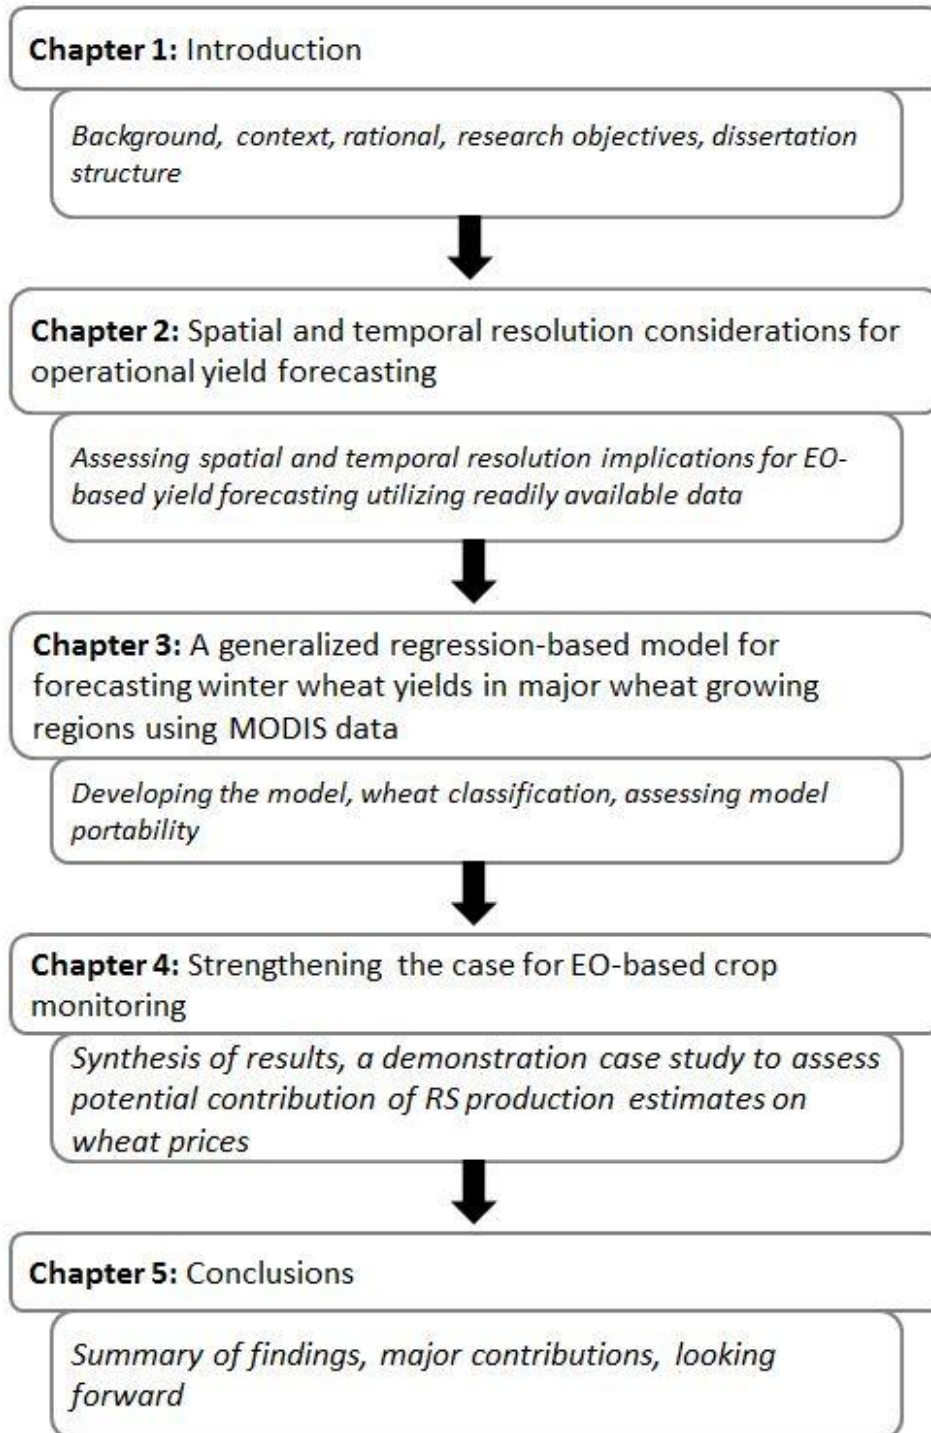 Chapter 1: Introduction
Background, context, rational, research objectives, dissertation
structure
Chapter 2: Spatial and temporal resolution considerations for
operational yield forecasting
Assessing spatial and temporal resolution implications for EO-
based yield forecasting utilizing readily available data
Chapter 3: A generalized regression-based model for
forecasting winter wheat yields in major wheat growing
regions using MODIS data
Developing the model, wheat classification, assessing model
portability
Chapter 4: Strengthening the case for EO-based crop
monitoring
Synthesis of results, a demonstration case study to assess
potential contribution of RS production estimates on
wheat prices
Chapter 5: Conclusions
Summary of findings, major contributions, looking
forward